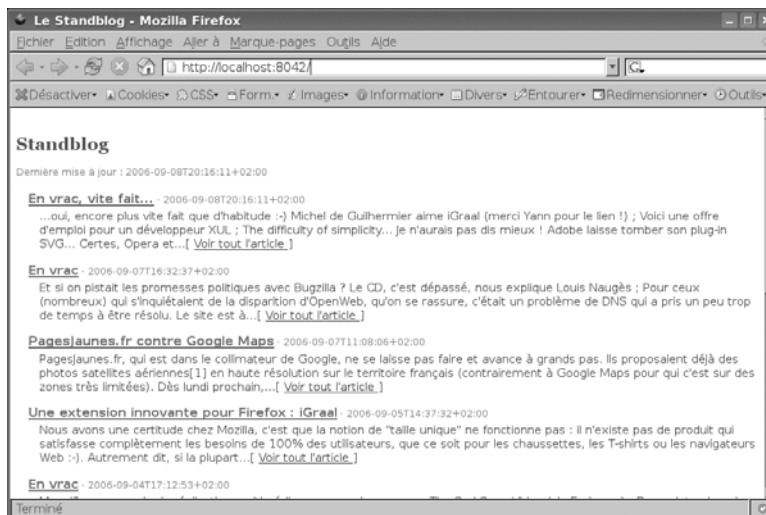 Le Standblog - Mozilla Firefox
Fichier Edition Affichage Aller à Marque-pages Outils Aide
http://localhost:8042/
G
Désactiver Cookies CSS Form. Images Information Divers Entourer Redimensionner Outils
Standblog
Dernière mise à jour : 2006-09-08T20:16:11+02:00
En vrac, vite fait... - 2006-09-08T20:16:11+02:00
...oui, encore plus vite fait que d'habitude :-) Michel de Guilhermier aime iGraal (merci Yann pour le lien !) ; Voici une offre
d'emploi pour un développeur XUL ; The difficulty of simplicity... Je n'aurais pas dis mieux ! Adobe laisse tomber son plug-in
SVG... Certes, Opera et...[ Voir tout l'article ]
En vrac - 2006-09-07T16:32:37+02:00
Et si on pistait les promesses politiques avec Bugzilla ? Le CD, c'est dépassé, nous explique Louis Naugès ; Pour ceux
(nombreux) qui s'inquiétaient de la disparition d'OpenWeb, qu'on se rassure, c'était un problème de DNS qui a pris un peu trop
de temps à être résolu. Le site est à...[ Voir tout l'article ]
PagesJaunes.fr contre Google Maps - 2006-09-07T11:08:06+02:00
PagesJaunes.fr, qui est dans le collimateur de Google, ne se laisse pas faire et avance à grands pas. Ils proposaient déjà des
photos satellites aériennes[1] en haute résolution sur le territoire français (contrairement à Google Maps pour qui c'est sur des
zones très limitées). Dès lundi prochain,...[ Voir tout l'article ]
Une extension innovante pour Firefox : iGraal - 2006-09-05T14:37:32+02:00
Nous avons une certitude chez Mozilla, c'est que la notion de "taille unique" ne fonctionne pas : il n'existe pas de produit qui
satisfasse complètement les besoins de 100% des utilisateurs, que ce soit pour les chaussettes, les T-shirts ou les navigateurs
Web :-). Autrement dit, si la plupart...[ Voir tout l'article ]
En vrac - 2006-09-04T17:12:53+02:00
Terminé